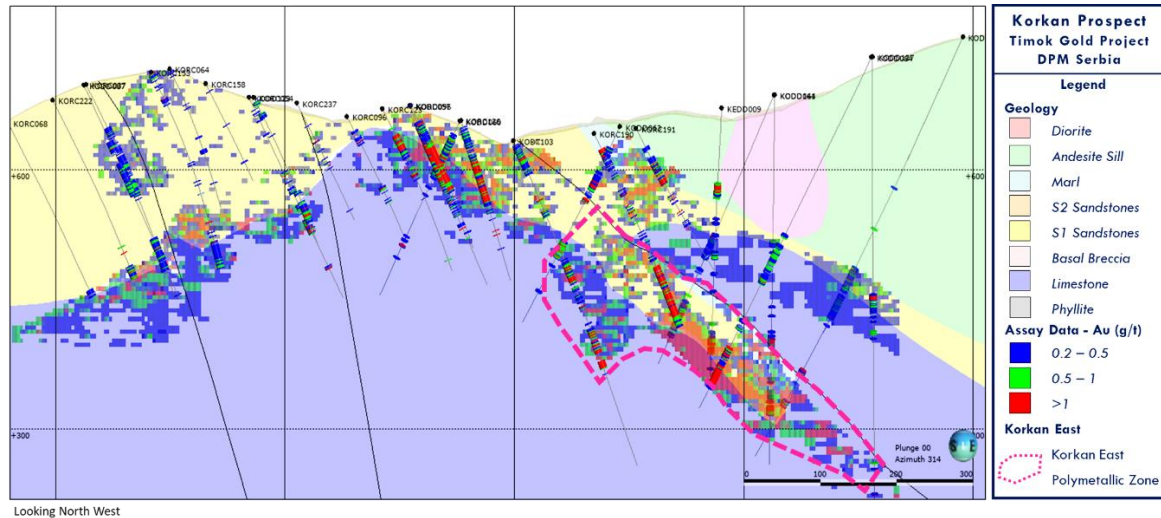 Korkan Prospect
Timok Gold Project
DPM Serbia
Legend
Geology
Diorite
Andesite Sill
Marl
S2 Sandstones
S1 Sandstones
Basal Breccia
Limestone
Phyllite
Assay Data - Au (g/t)
0.2 – 0.5
0.5 – 1
>1
Korkan East
Korkan East
Polymetallic Zone
KORC064
KORC158
KORC222
KORC237
KORC068
KORC096
KEDD009
KORC190
KORC191
+600
+600
+300
Plunge 00
Azimuth 314
0
100
200
300
Looking North West